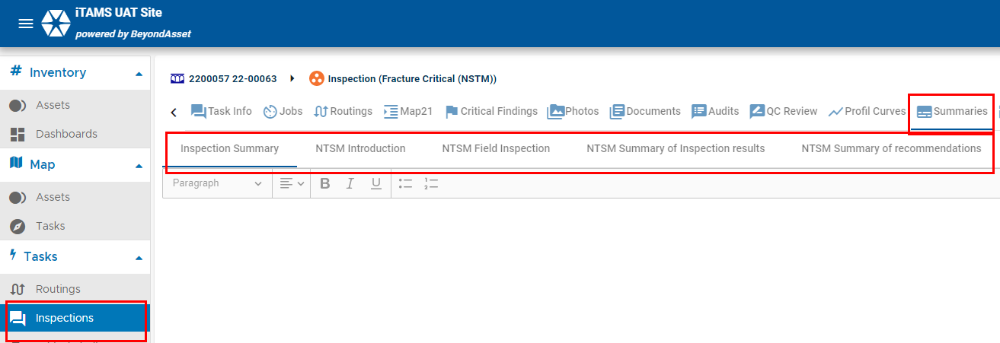 iTAMS UAT Site
powered by BeyondAsset
Inventory
Assets
Dashboards
Map
Assets
Tasks
Tasks
Routings
Inspections
2200057 22-00063 Inspection (Fracture Critical (NSTM))
Task Info Jobs Routings Map21 Critical Findings Photos Documents Audits QC Review Profil Curves Summaries
Inspection Summary NTSM Introduction NTSM Field Inspection NTSM Summary of Inspection results NTSM Summary of recommendations
Paragraph B I U